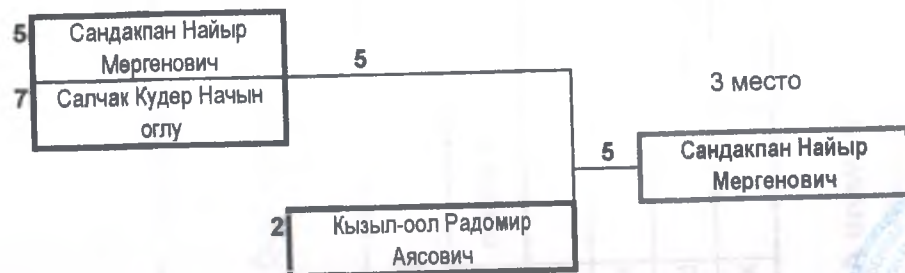 5 Сандакпан Найыр
Мөргенович
5
7 Салчак Кудер Начын
оглу
3 место
5
Сандакпан Найыр
Мергенович
2 Кызыл-оол Радомир
Аясович